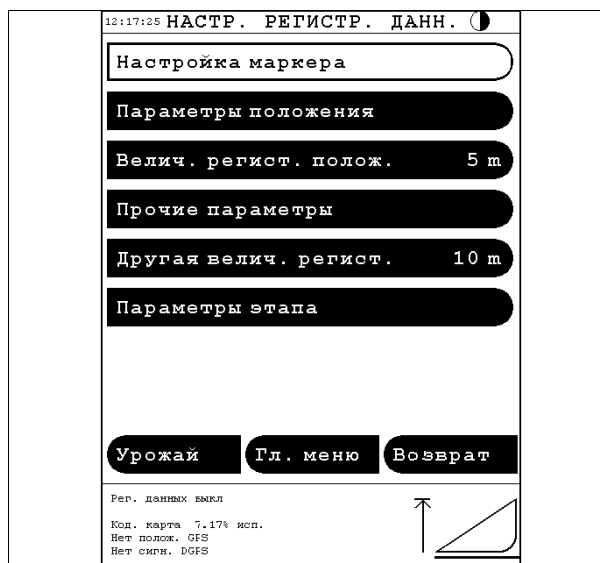 12:17:25 НАСТР. РЕГИСТР. ДАНН.
Настройка маркера
Параметры положения
Велич. регист. полож. 5 m
Прочие параметры
Другая велич. регист. 10 m
Параметры этапа
Урожай Гл. меню Возврат
Рег. данных выкл
Код. карта 7.17% исп.
Нет полож. GPS
Нет сигн. DGPS